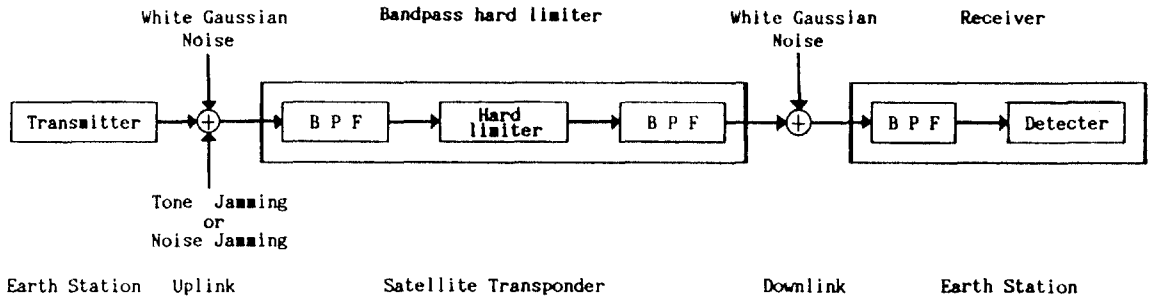 White Gaussian
Noise
Bandpass hard limiter
White Gaussian
Noise
Receiver
Transmitter
B P F
Hard
limiter
B P F
B P F
Detecter
Tone Jamming
or
Noise Jamming
Earth Station
Uplink
Satellite Transponder
Downlink
Earth Station